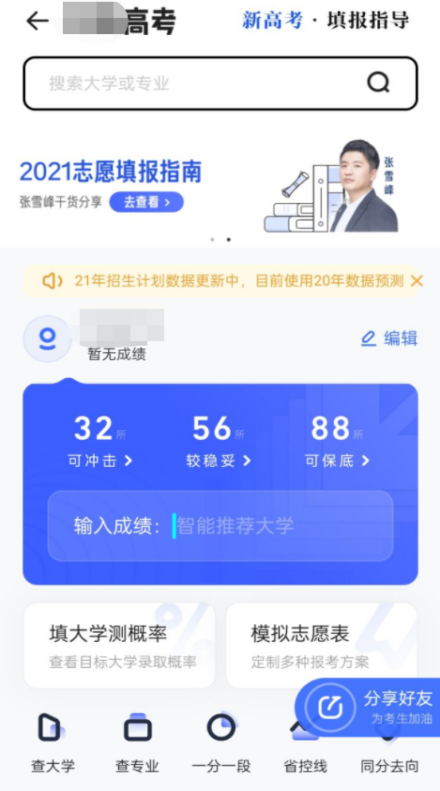 高考
新高考·填报指导
搜索大学或专业
2021志愿填报指南
张雪峰干货分享 去查看 >
张雪峰
21年招生计划数据更新中，目前使用20年数据预测 ×
暂无成绩
编辑
32所 56所 88所
可冲击 > 较稳妥 > 可保底 >
输入成绩： 智能推荐大学
填大学测概率 模拟志愿表
查看目标大学录取概率 定制多种报考方案
分享好友
为考生加油
查大学 查专业 一分一段 省控线 同分去向